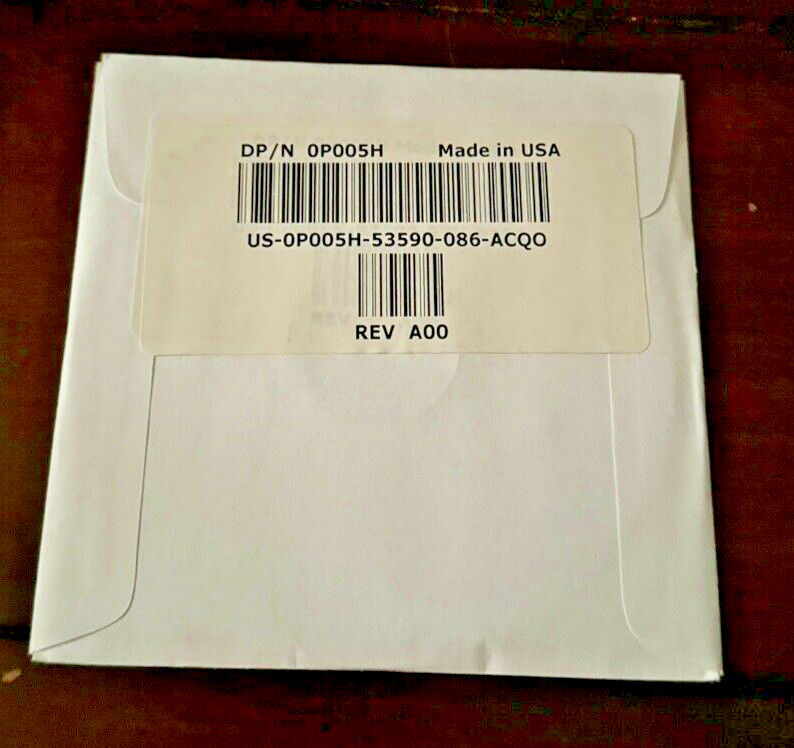 DP/N 0P005H Made in USA
US-0P005H-53590-086-ACQO
REV A00